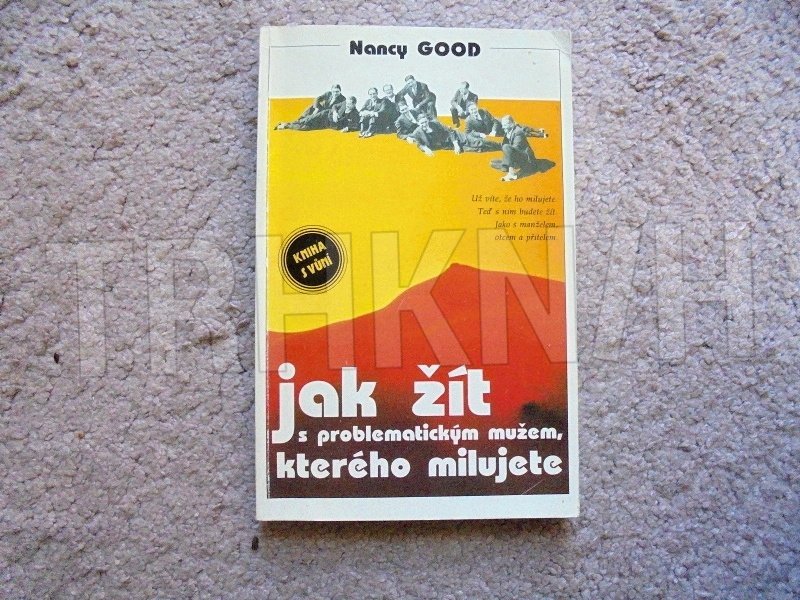 Nancy GOOD
Už víte, že ho milujete.
Teď s ním budete žít.
Jako s manželem,
otcem a přítelem.
KNIHA
S VŮNÍ
TRHKNIH
jak žít
s problematickým mužem,
kterého milujete